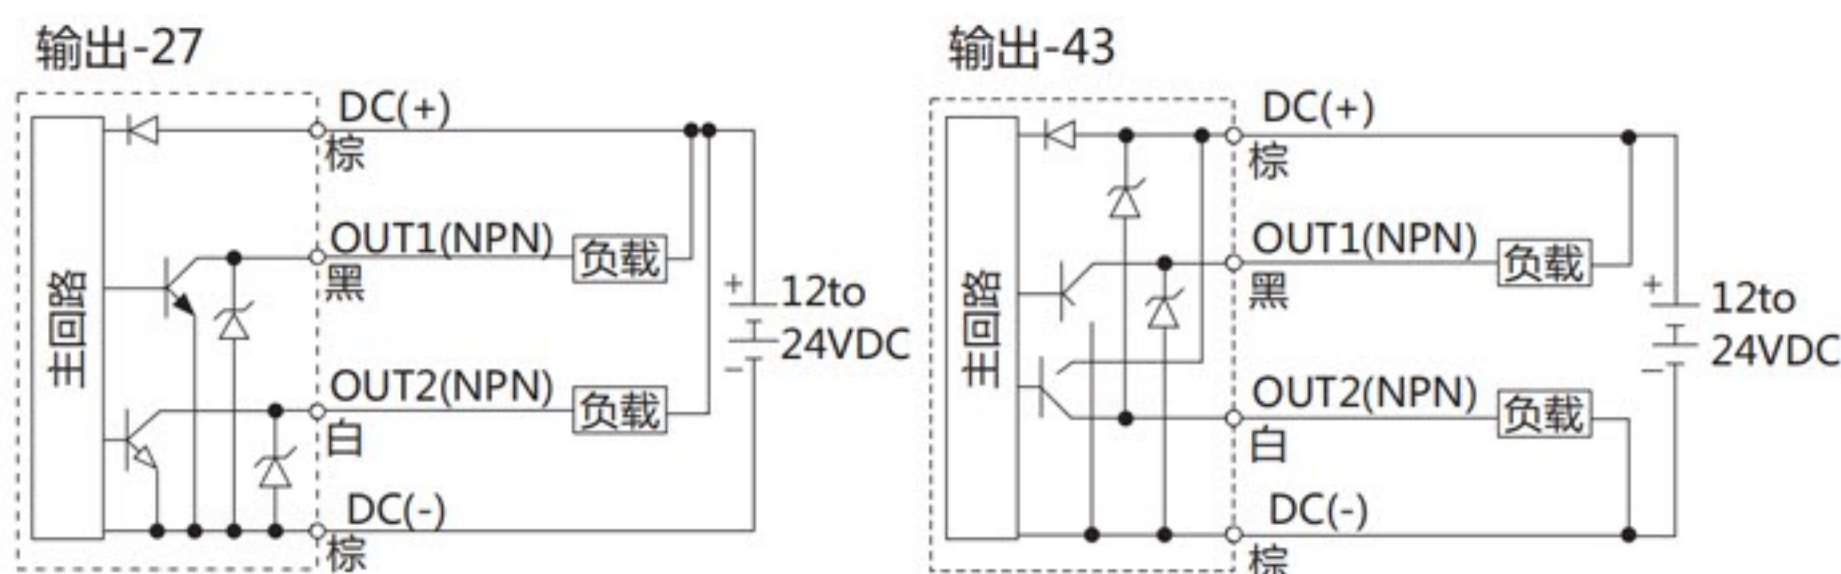 输出-27
DC(+)
棕
OUT1(NPN)
黑
负载
主回路
+
12to
24VDC
−
OUT2(NPN)
白
负载
DC(-)
棕
输出-43
DC(+)
棕
OUT1(NPN)
黑
负载
主回路
+
12to
24VDC
−
OUT2(NPN)
白
负载
DC(-)
棕